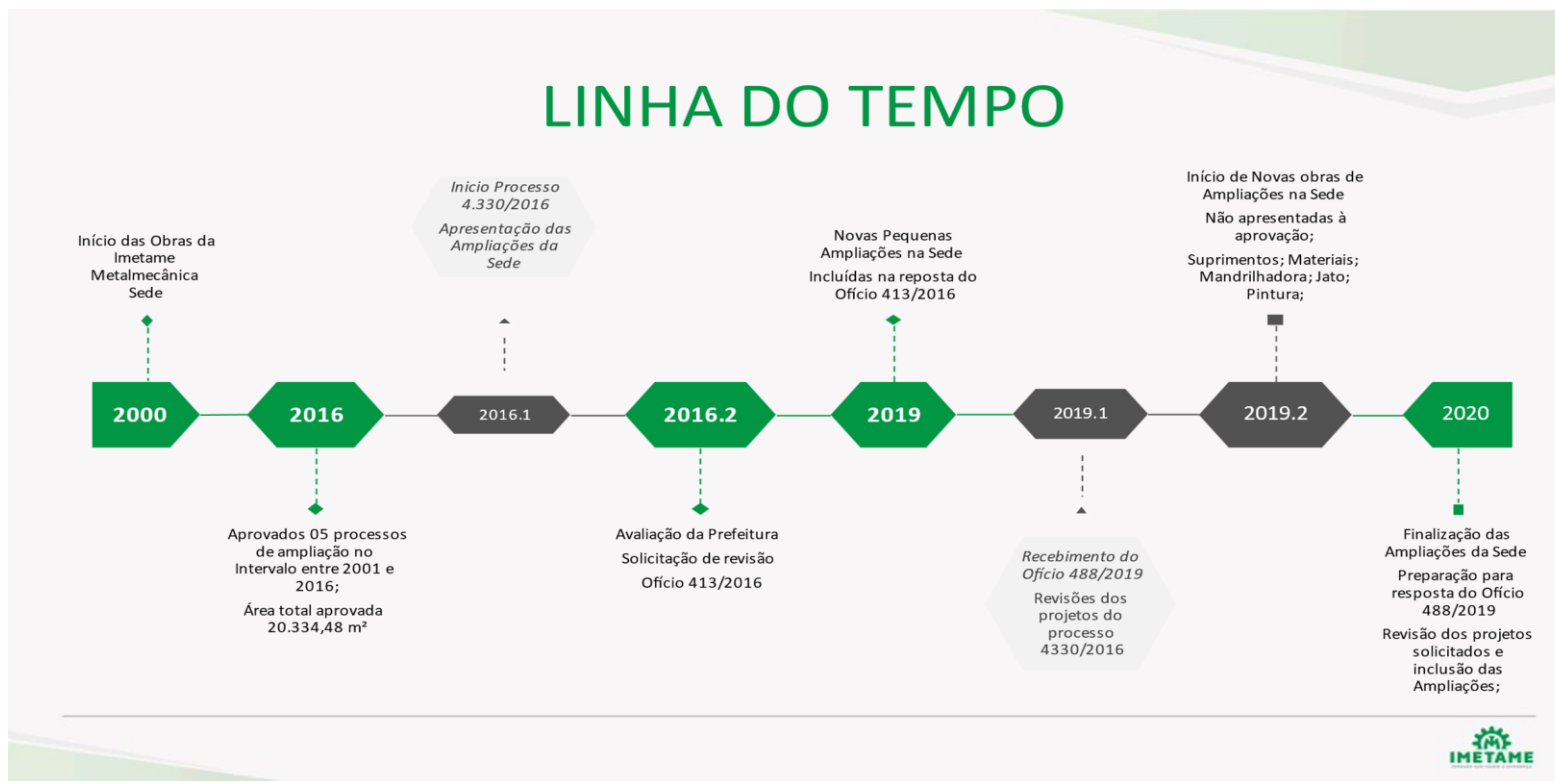 LINHA DO TEMPO
Início das Obras da
Imetame
Metalmecânica
Sede
Inicio Processo
4.330/2016
Apresentação das
Ampliações da
Sede
Novas Pequenas
Ampliações na Sede
Incluídas na reposta do
Ofício 413/2016
Início de Novas obras de
Ampliações na Sede
Não apresentadas à
aprovação;
Suprimentos; Materiais;
Mandrilhadora; Jato;
Pintura;
2000
2016
2016.1
2016.2
2019
2019.1
2019.2
2020
Aprovados 05 processos
de ampliação no
Intervalo entre 2001 e
2016;
Área total aprovada
20.334,48 m²
Avaliação da Prefeitura
Solicitação de revisão
Ofício 413/2016
Recebimento do
Ofício 488/2019
Revisões dos
projetos do
processo
4330/2016
Finalização das
Ampliações da Sede
Preparação para
resposta do Ofício
488/2019
Revisão dos projetos
solicitados e
inclusão das
Ampliações;
IMETAME